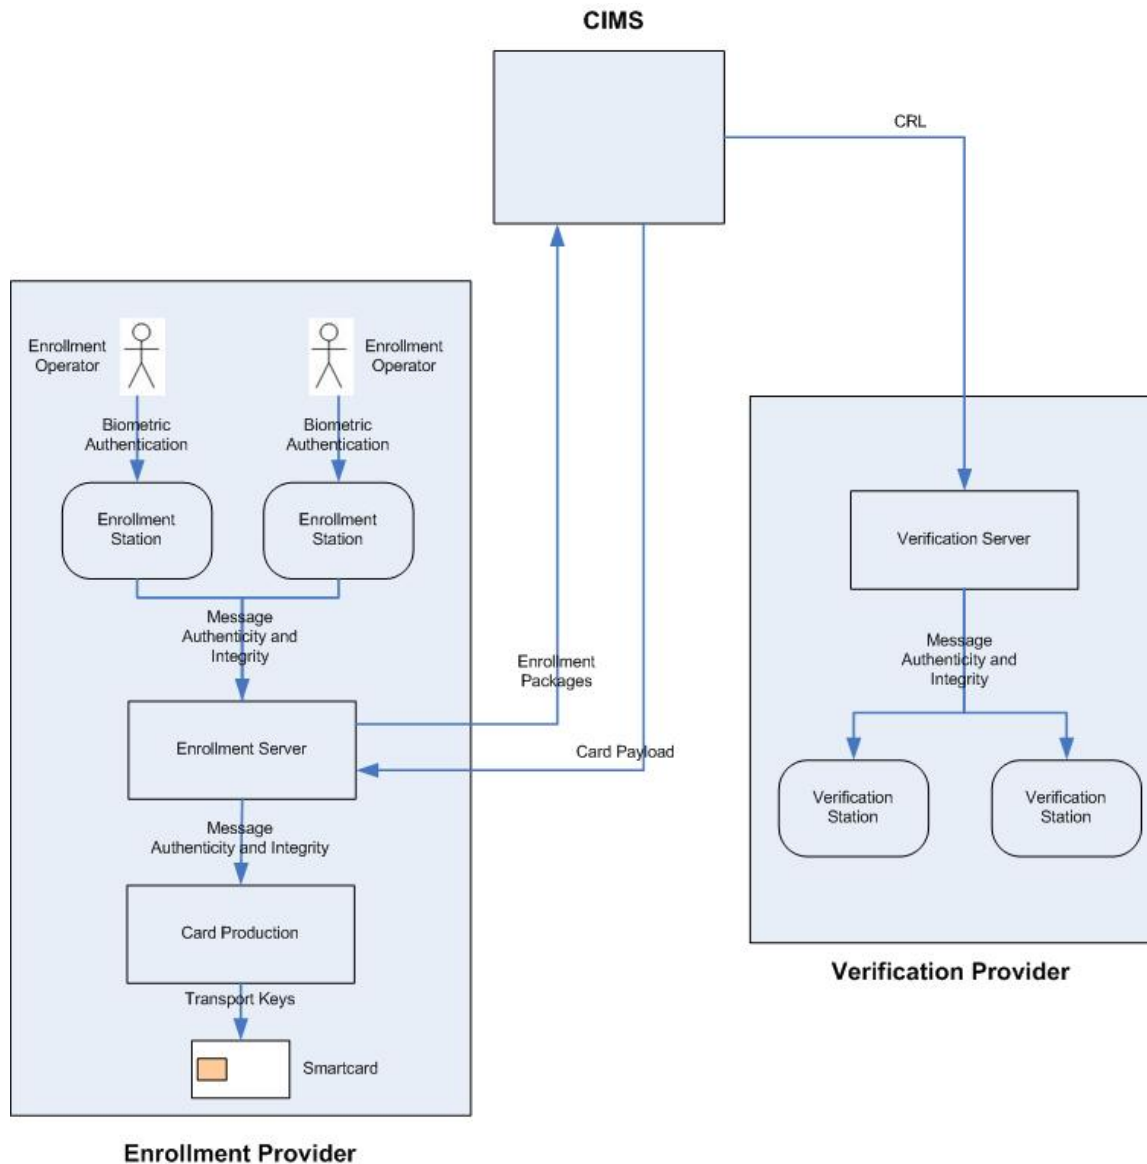 CIMS
CRL
Enrollment
Operator
Enrollment
Operator
Biometric
Authentication
Biometric
Authentication
Enrollment
Station
Enrollment
Station
Message
Authenticity and
Integrity
Enrollment
Packages
Enrollment Server
Card Payload
Message
Authenticity and Integrity
Card Production
Transport Keys
Smartcard
Enrollment Provider
Verification Server
Message
Authenticity and
Integrity
Verification
Station
Verification
Station
Verification Provider